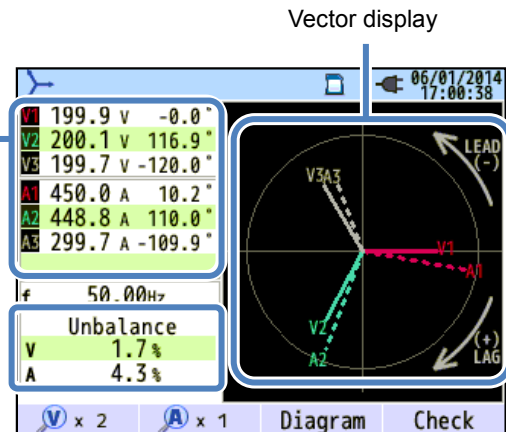 Vector display
06/01/2014
17:00:38
V1 199.9 V -0.0°
V2 200.1 V 116.9°
V3 199.7 V -120.0°
A1 450.0 A 10.2°
A2 448.8 A 110.0°
A3 299.7 A -109.9°
f 50.00Hz
Unbalance
V 1.7%
A 4.3%
LEAD
(-)
V3 A3
V1
A1
V2
A2
(+)
LAG
V x 2 A x 1 Diagram Check